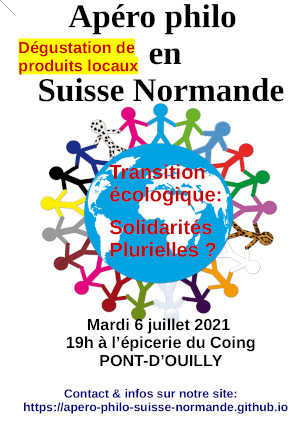 Apéro philo
en
Suisse Normande
Dégustation de
produits locaux
Transition
écologique:
Solidarités
Plurielles ?
Mardi 6 juillet 2021
19h à l'épicerie du Coing
PONT-D'OUILLY
Contact & infos sur notre site:
https://apero-philo-suisse-normande.github.io